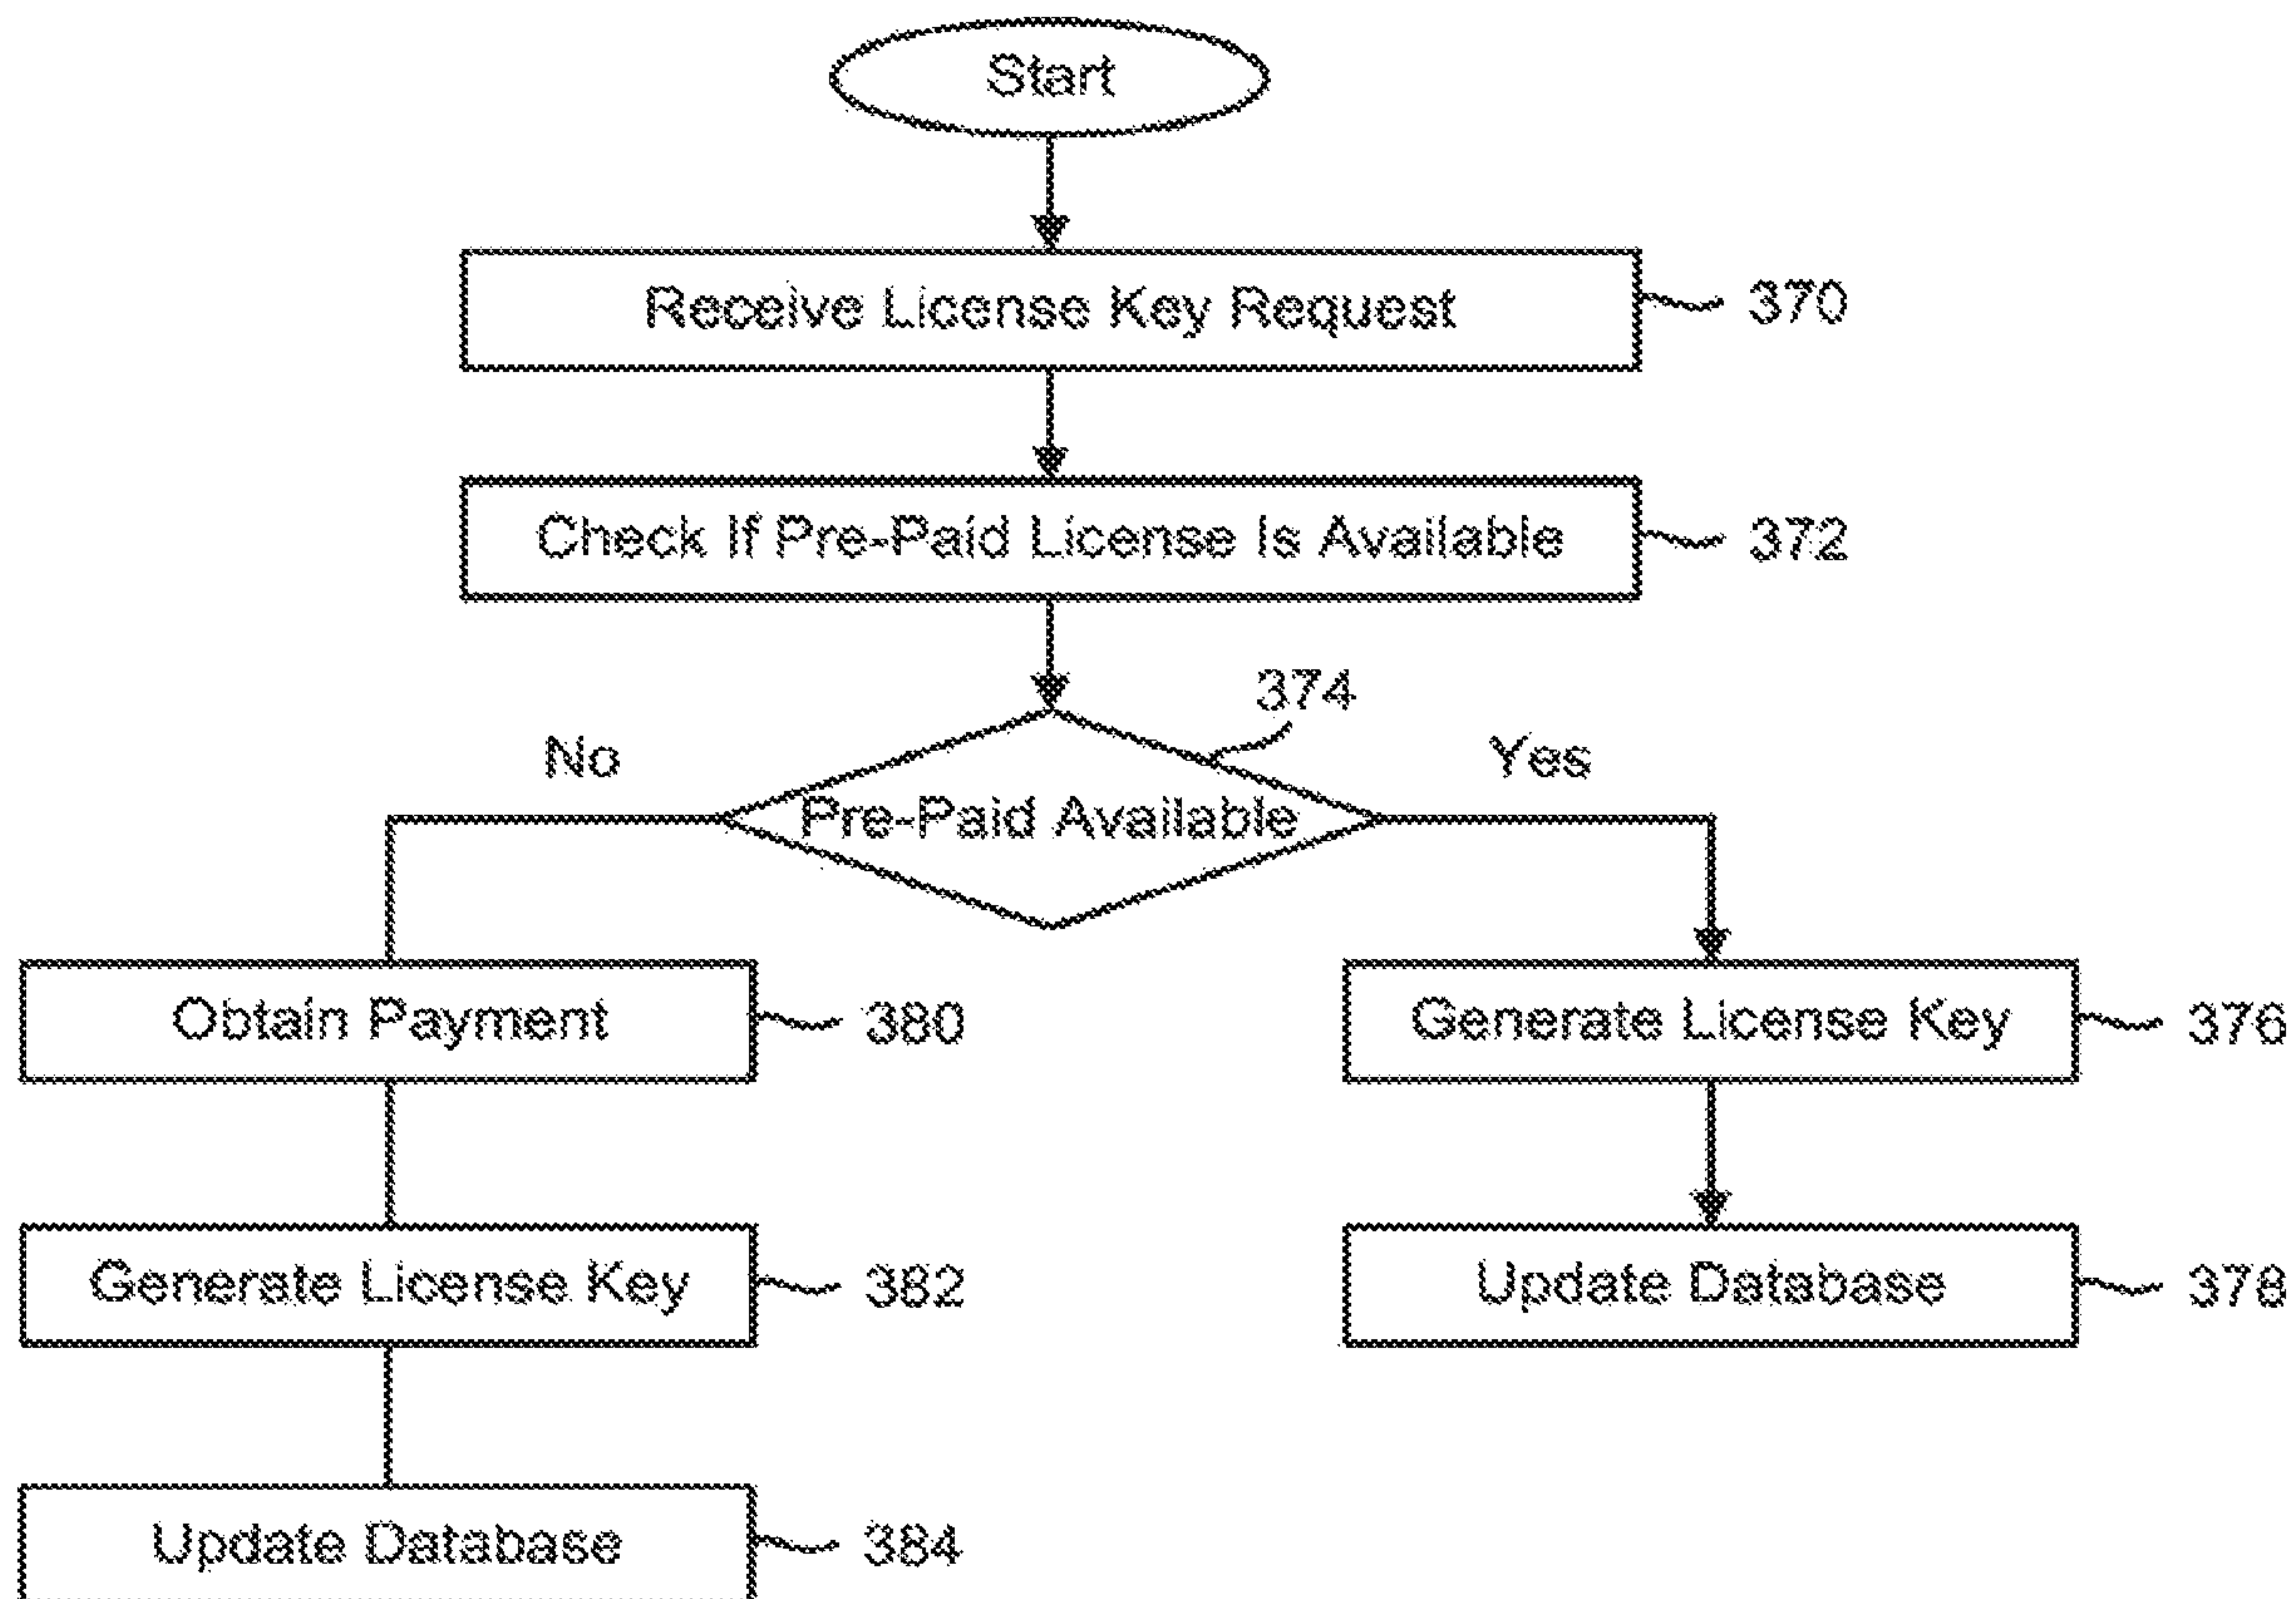 Start
Receive License Key Request
370
Check If Pre-Paid License Is Available
372
374
No
Yes
Pre-Paid Available
Obtain Payment
380
Generate License Key
376
Generate License Key
382
Update Database
378
Update Database
384